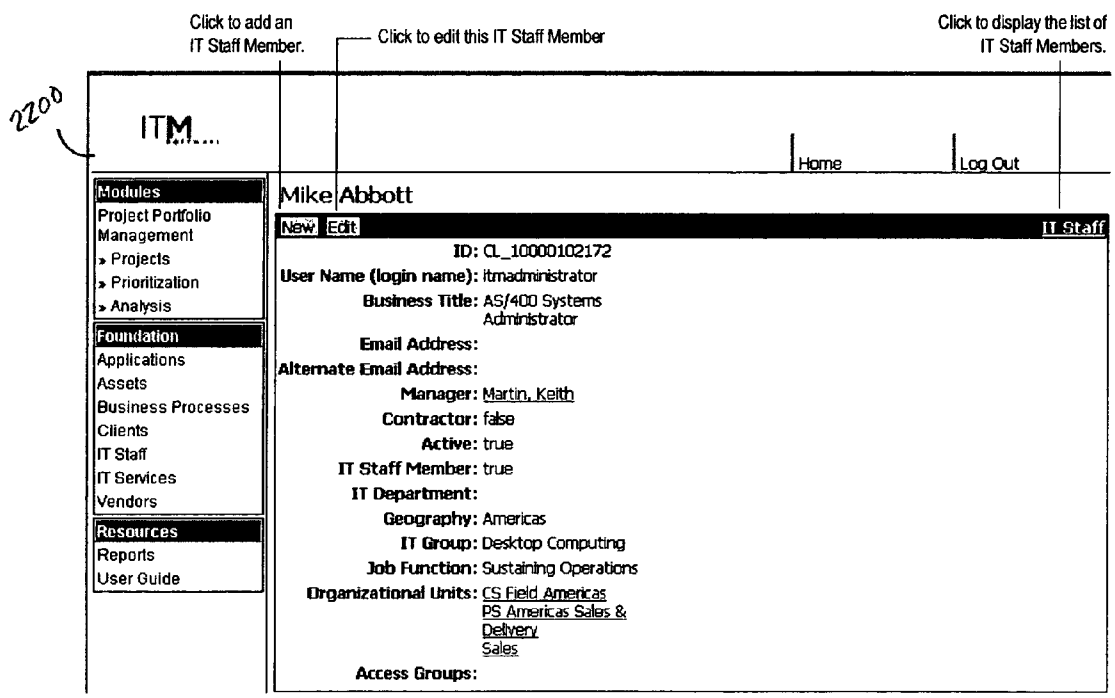 Click to add an
IT Staff Member.
Click to edit this IT Staff Member
Click to display the list of
IT Staff Members.
2200
ITM
Software
Home
Log Out
Modules
Project Portfolio
Management
» Projects
» Prioritization
» Analysis
Foundation
Applications
Assets
Business Processes
Clients
IT Staff
IT Services
Vendors
Resources
Reports
User Guide
Mike Abbott
New Edit IT Staff
ID: CL_10000102172
User Name (login name): itmadministrator
Business Title: AS/400 Systems
Administrator
Email Address:
Alternate Email Address:
Manager: Martin, Keith
Contractor: false
Active: true
IT Staff Member: true
IT Department:
Geography: Americas
IT Group: Desktop Computing
Job Function: Sustaining Operations
Organizational Units: CS Field Americas
PS Americas Sales &
Delivery
Sales
Access Groups: